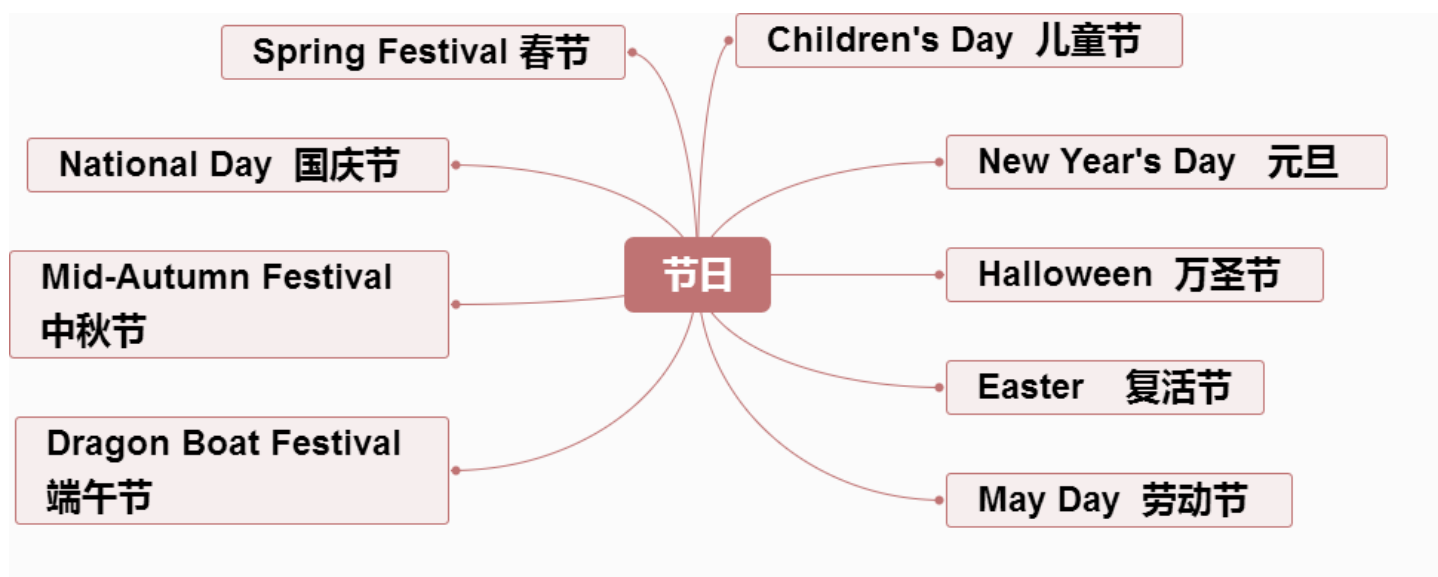 Spring Festival 春节
Children's Day 儿童节
National Day 国庆节
New Year's Day 元旦
节日
Mid-Autumn Festival
中秋节
Halloween 万圣节
Easter 复活节
Dragon Boat Festival
端午节
May Day 劳动节